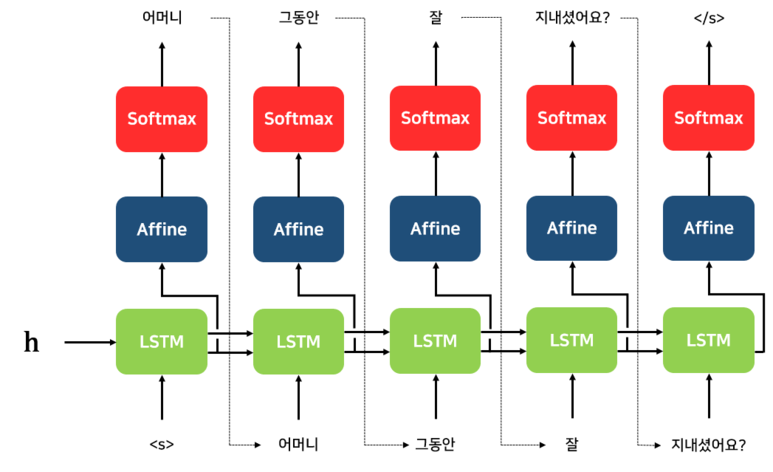 어머니 그동안 잘 지내셨어요? </s>
Softmax Softmax Softmax Softmax Softmax
Affine Affine Affine Affine Affine
h LSTM LSTM LSTM LSTM LSTM
<s> 어머니 그동안 잘 지내셨어요?